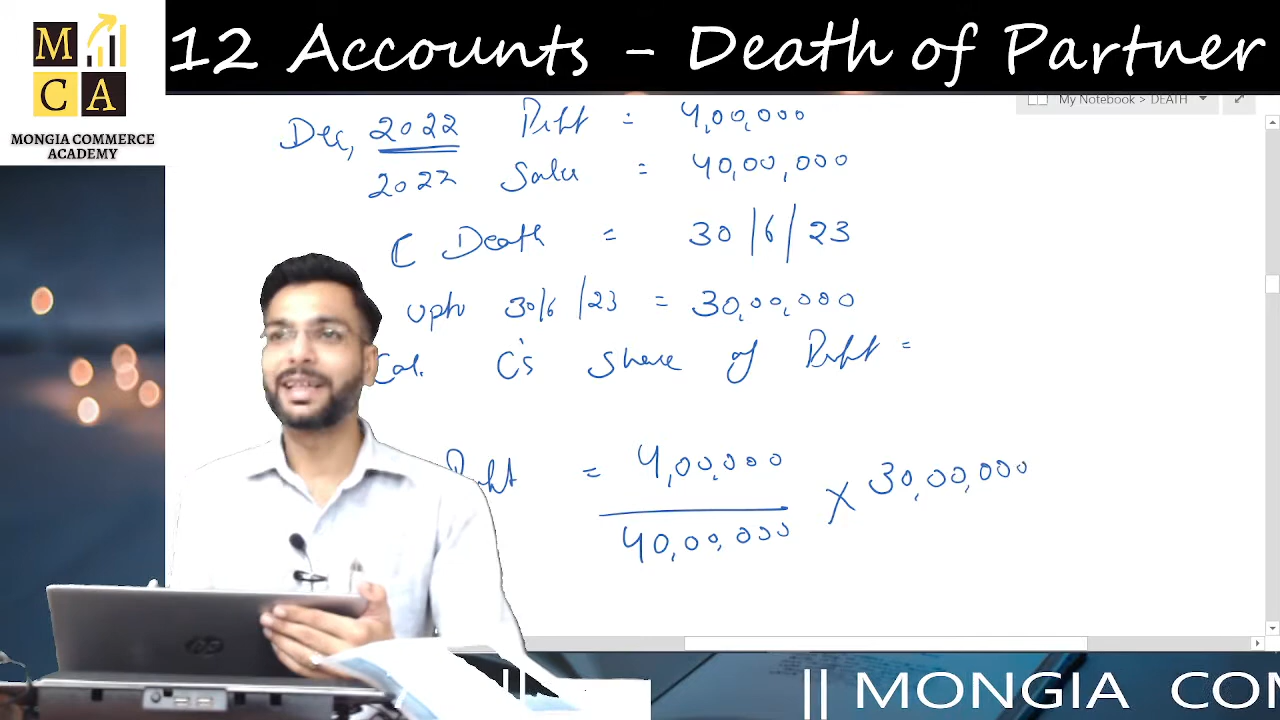 M
C A
MONGIA COMMERCE
ACADEMY
12 Accounts - Death of Partner
My Notebook > DEATH
Dec, 2022 Profit = 4,00,000
2022 Sales = 40,00,000
C Death = 30/6/23
upto 30/6/23 = 30,00,000
Cal. C's share of Profit =
Profit = 4,00,000 / 40,00,000 X 30,00,000
|| MONGIA COM